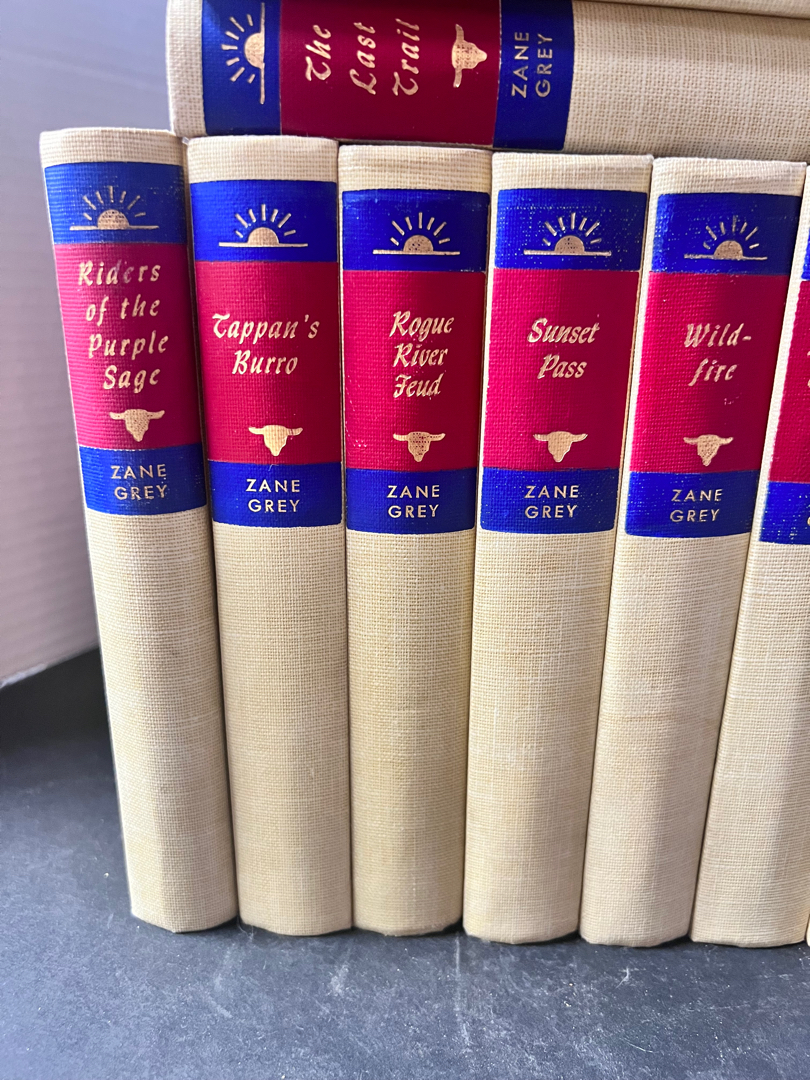 The
Last
Trail
ZANE
GREY
Riders
of the
Purple
Sage
ZANE
GREY
Tappan's
Burro
ZANE
GREY
Rogue
River
Feud
ZANE
GREY
Sunset
Pass
ZANE
GREY
Wild-
fire
ZANE
GREY